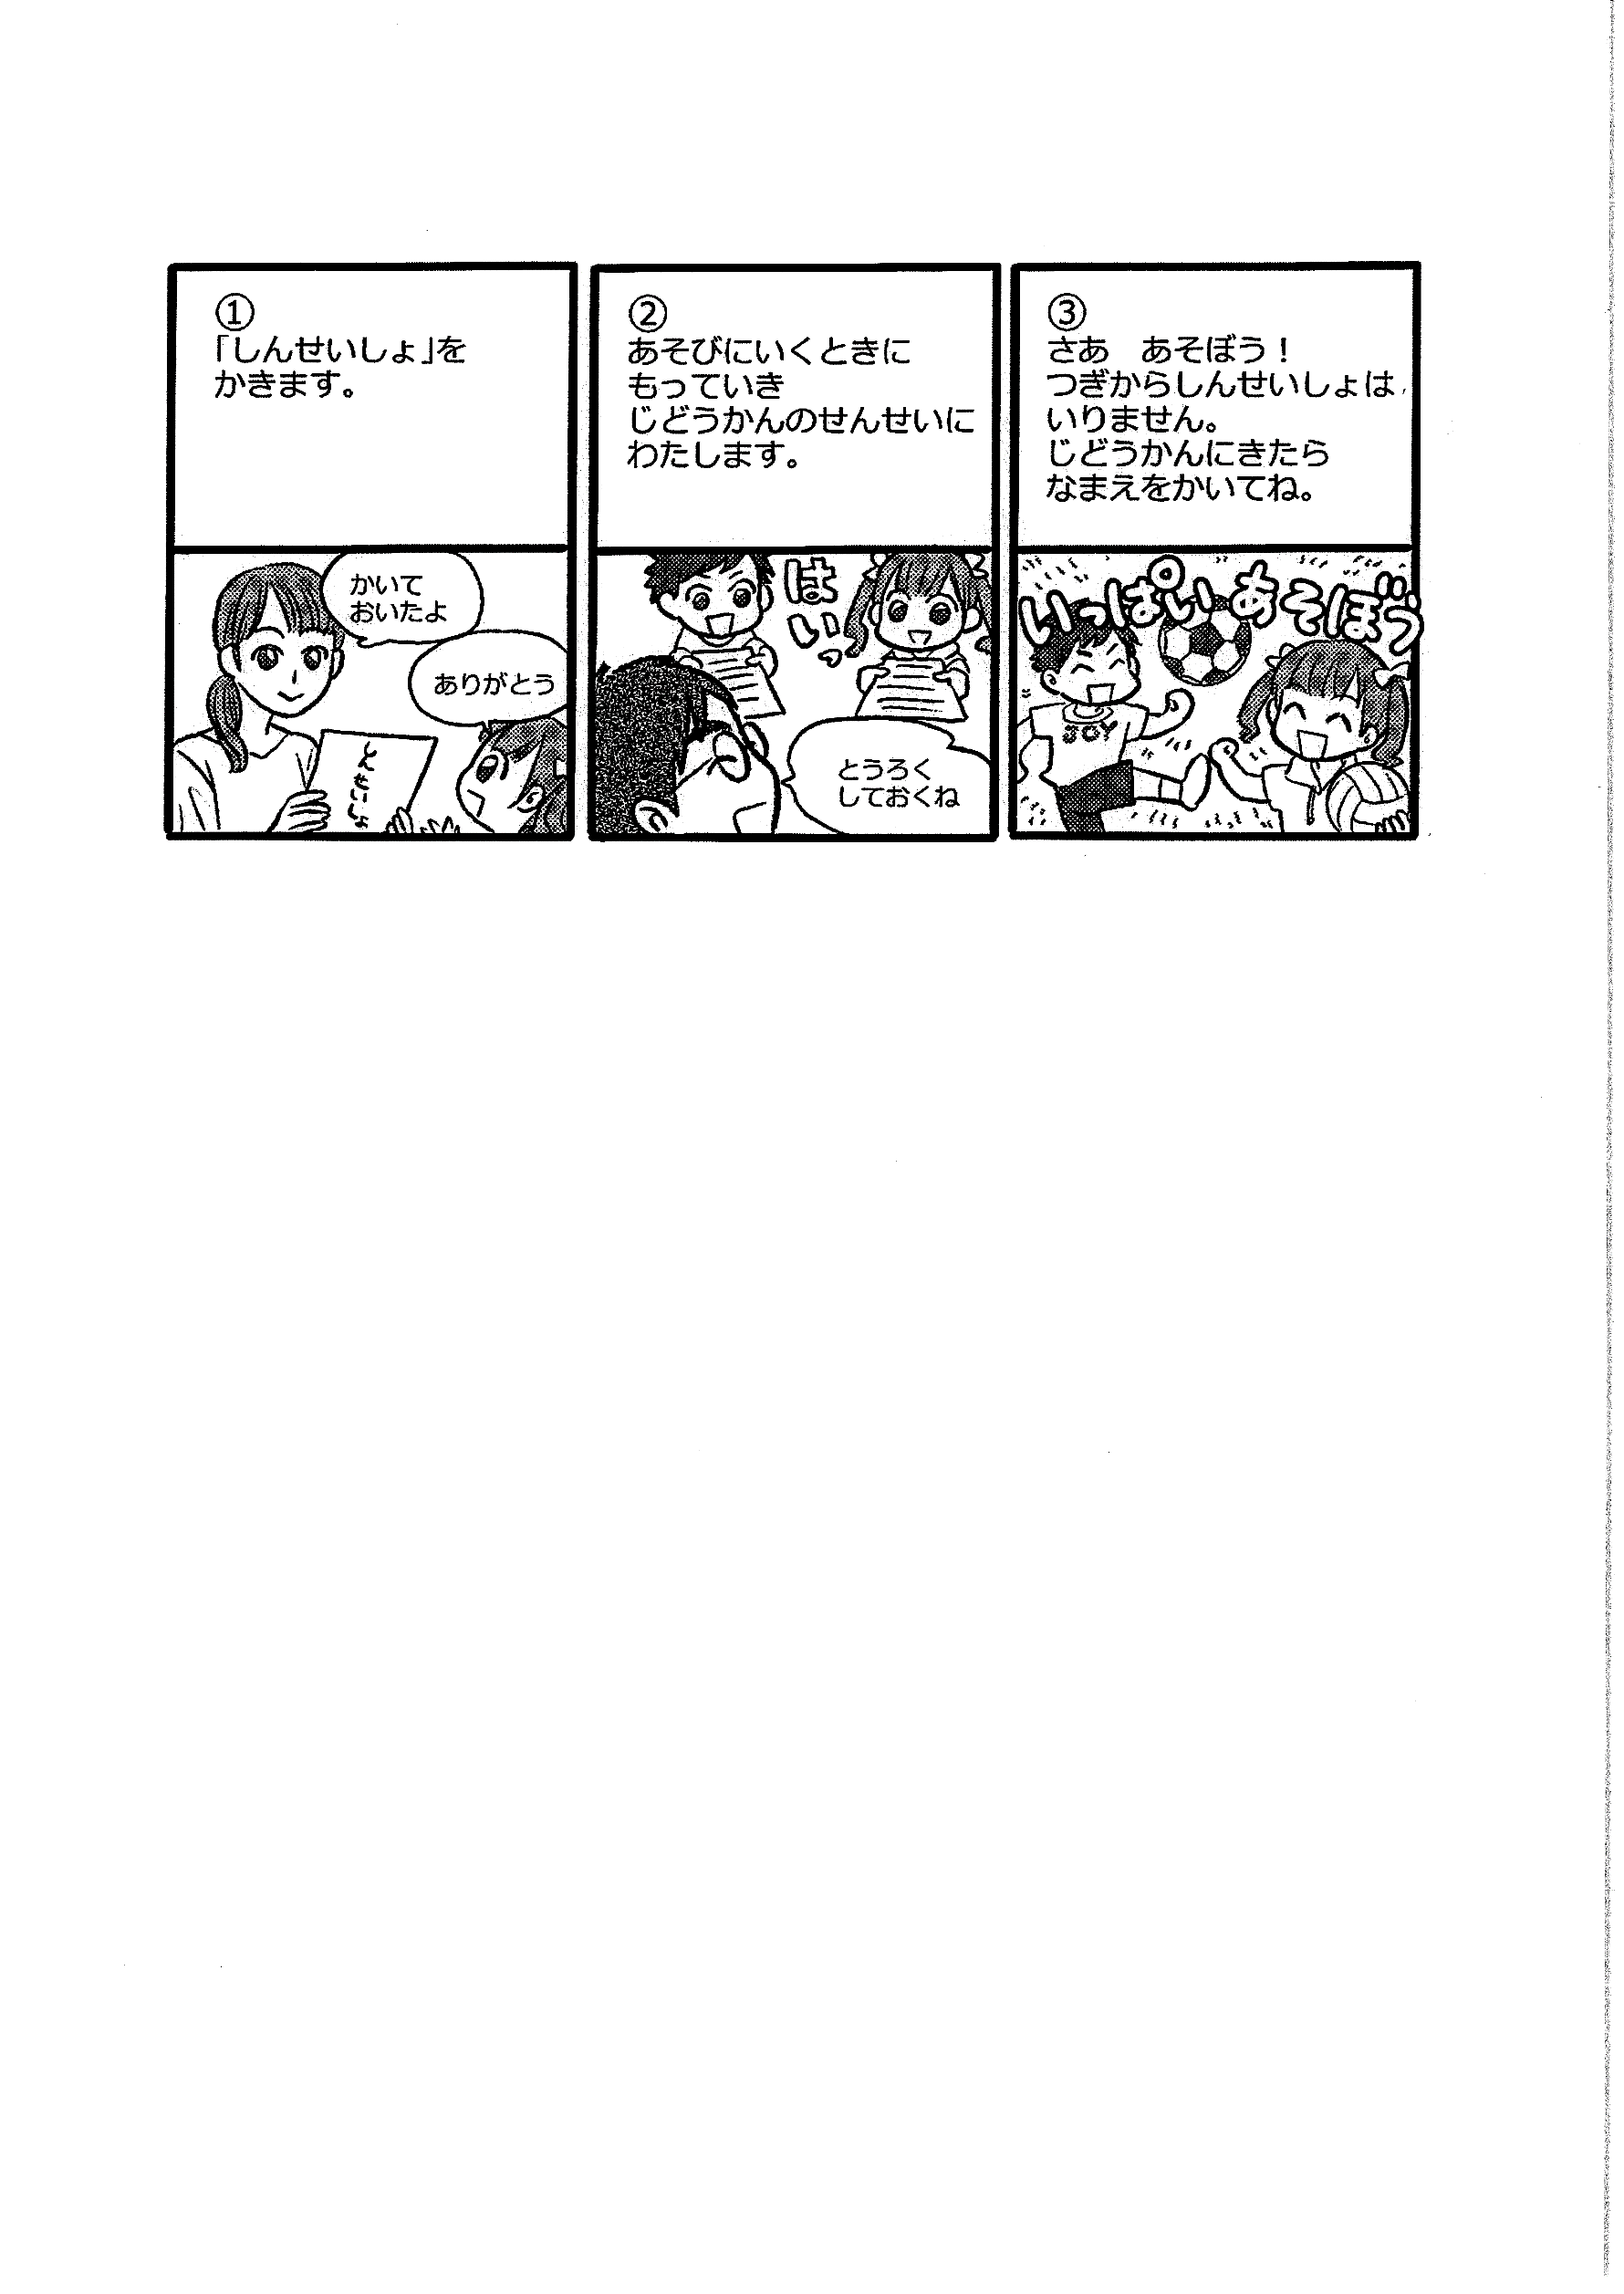 ①
「しんせいしょ」を
かきます。
かいて
おいたよ
ありがとう
しんせいしょ
②
あそびにいくときに
もっていき
じどうかんのせんせいに
わたします。
はいっ
とうろく
しておくね
③
さあ　あそぼう！
つぎからしんせいしょは
いりません。
じどうかんにきたら
なまえをかいてね。
いっぱいあそぼう
JOY